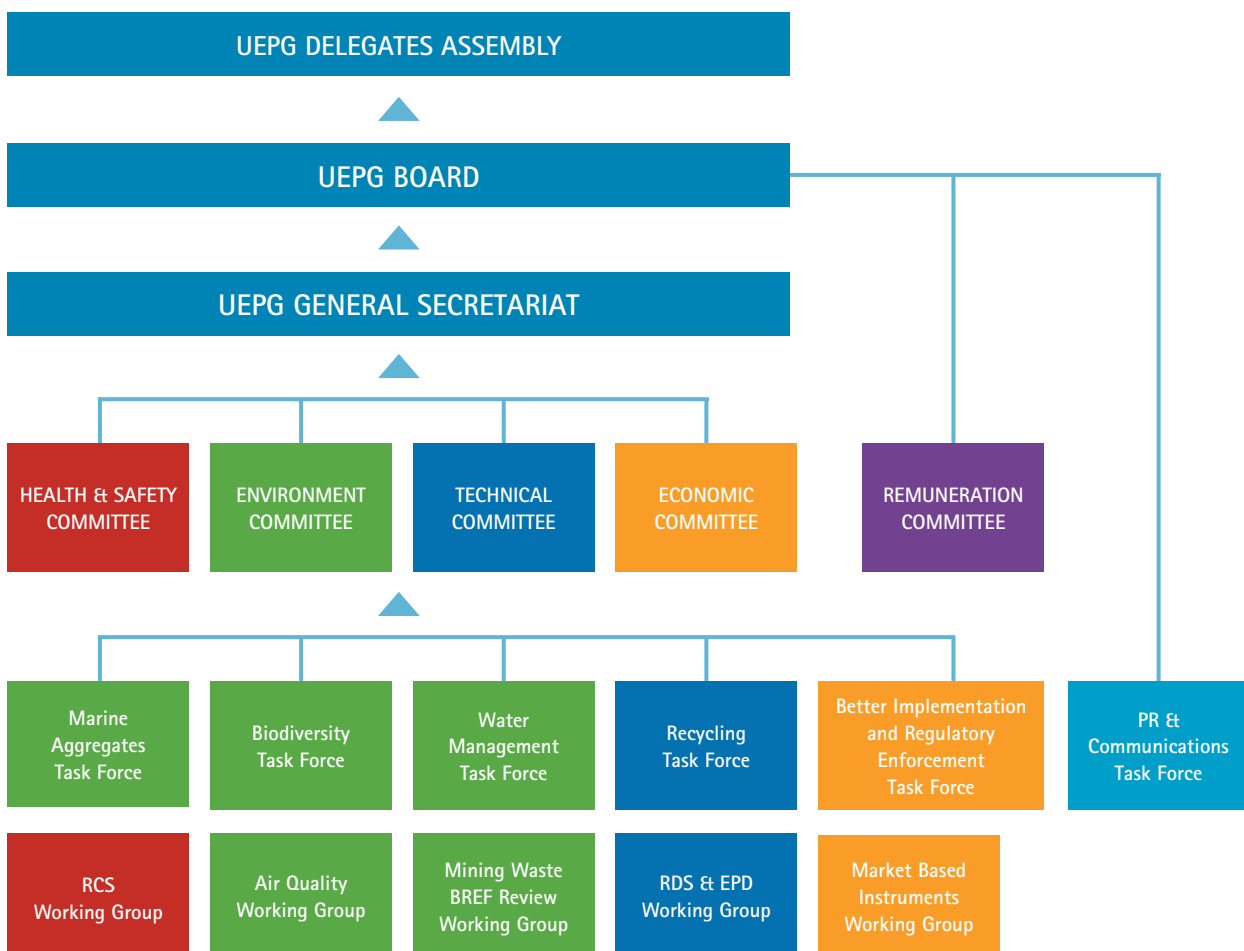 UEPG DELEGATES ASSEMBLY
UEPG BOARD
UEPG GENERAL SECRETARIAT
HEALTH & SAFETY
COMMITTEE
ENVIRONMENT
COMMITTEE
TECHNICAL
COMMITTEE
ECONOMIC
COMMITTEE
REMUNERATION
COMMITTEE
Marine
Aggregates
Task Force
Biodiversity
Task Force
Water
Management
Task Force
Recycling
Task Force
Better Implementation
and Regulatory
Enforcement
Task Force
PR &
Communications
Task Force
RCS
Working Group
Air Quality
Working Group
Mining Waste
BREF Review
Working Group
RDS & EPD
Working Group
Market Based
Instruments
Working Group